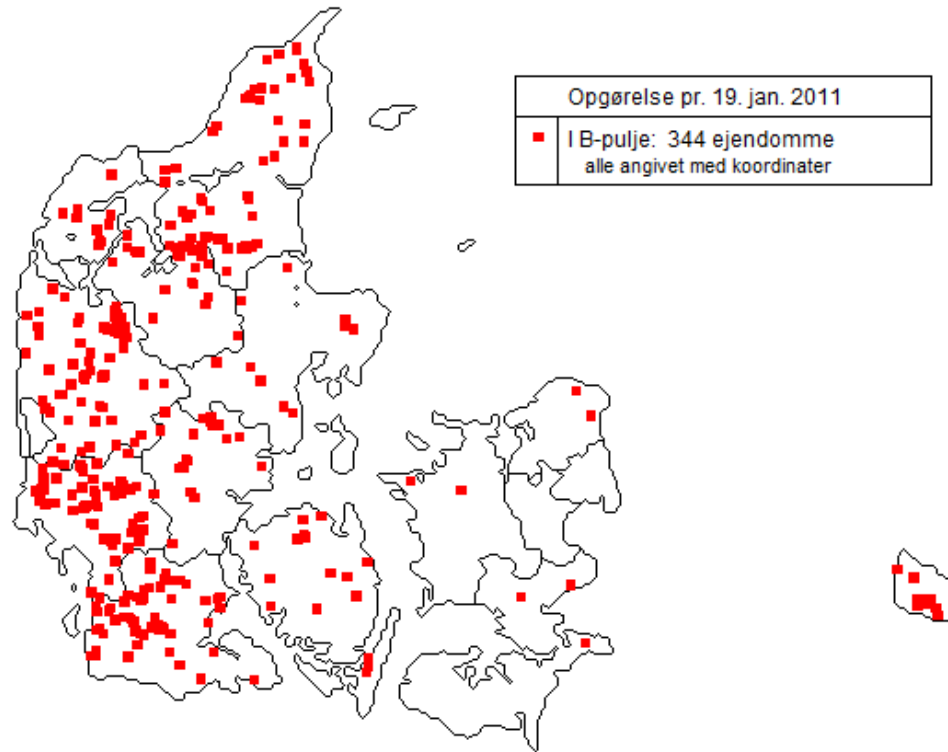 Opgørelse pr. 19. jan. 2011
I B-pulje: 344 ejendomme
alle angivet med koordinater